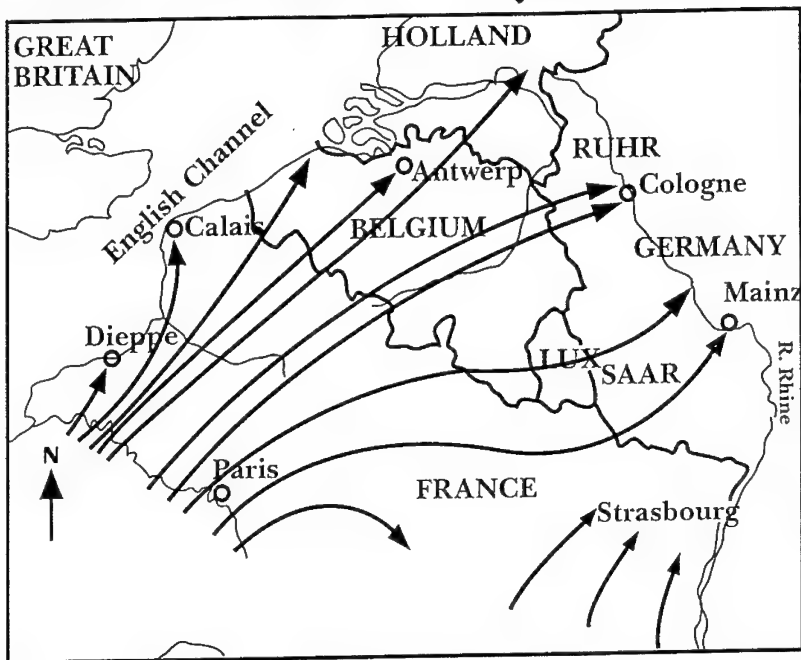 GREAT
BRITAIN
HOLLAND
English Channel
RUHR
Antwerp
Cologne
Calais
BELGIUM
GERMANY
Mainz
Dieppe
LUX
SAAR
R. Rhine
N
Paris
FRANCE
Strasbourg